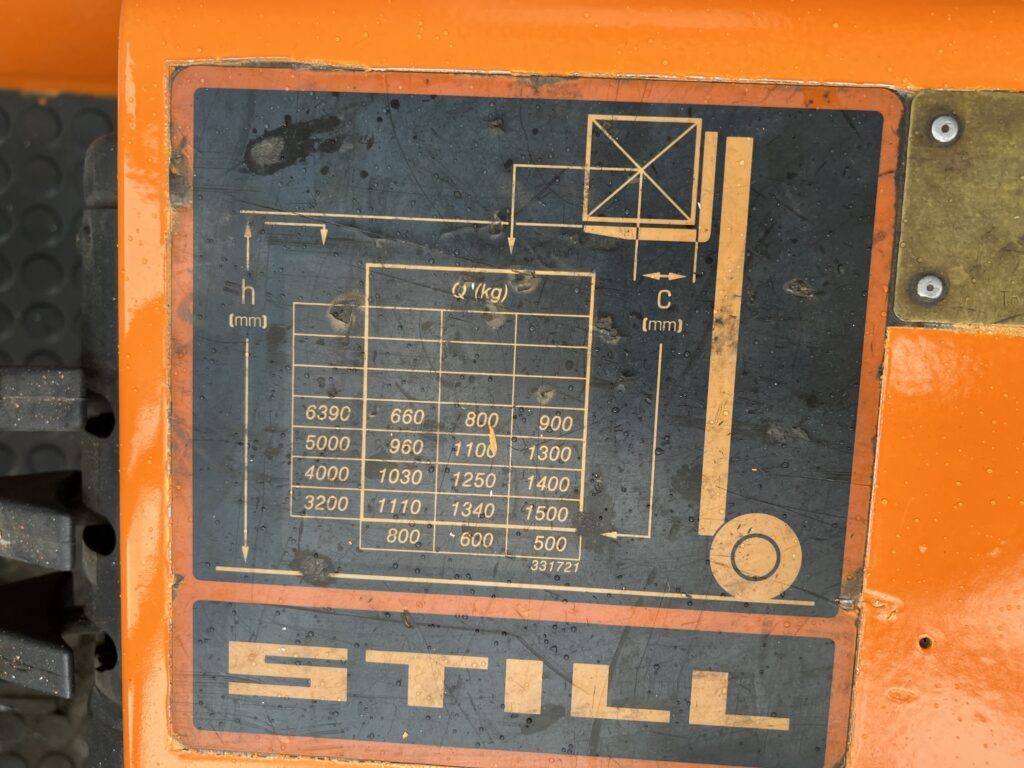 h
(mm)
Q (kg)
C
(mm)
6390 660 800 900
5000 960 1100 1300
4000 1030 1250 1400
3200 1110 1340 1500
800 600 500
331721
STILL